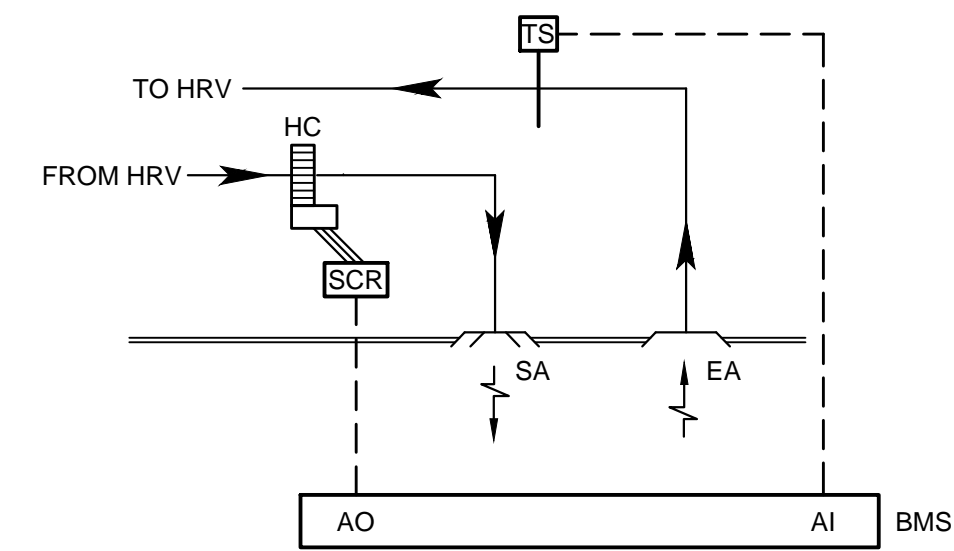 TS
TO HRV
HC
FROM HRV
SCR
SA
EA
AO
AI
BMS